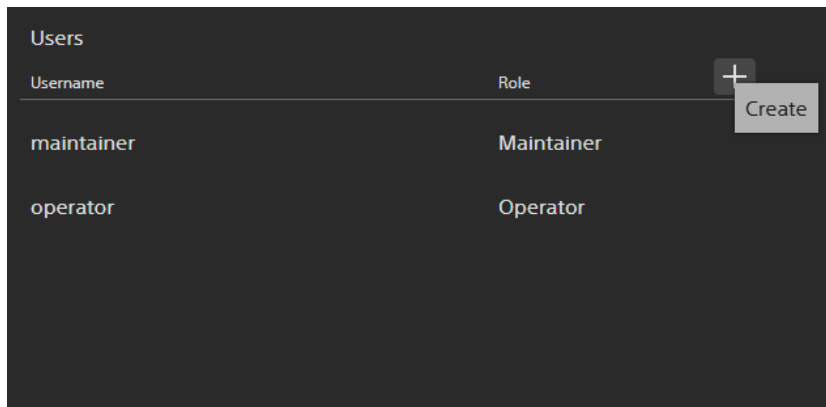 Users
Username Role +
Create
maintainer Maintainer
operator Operator